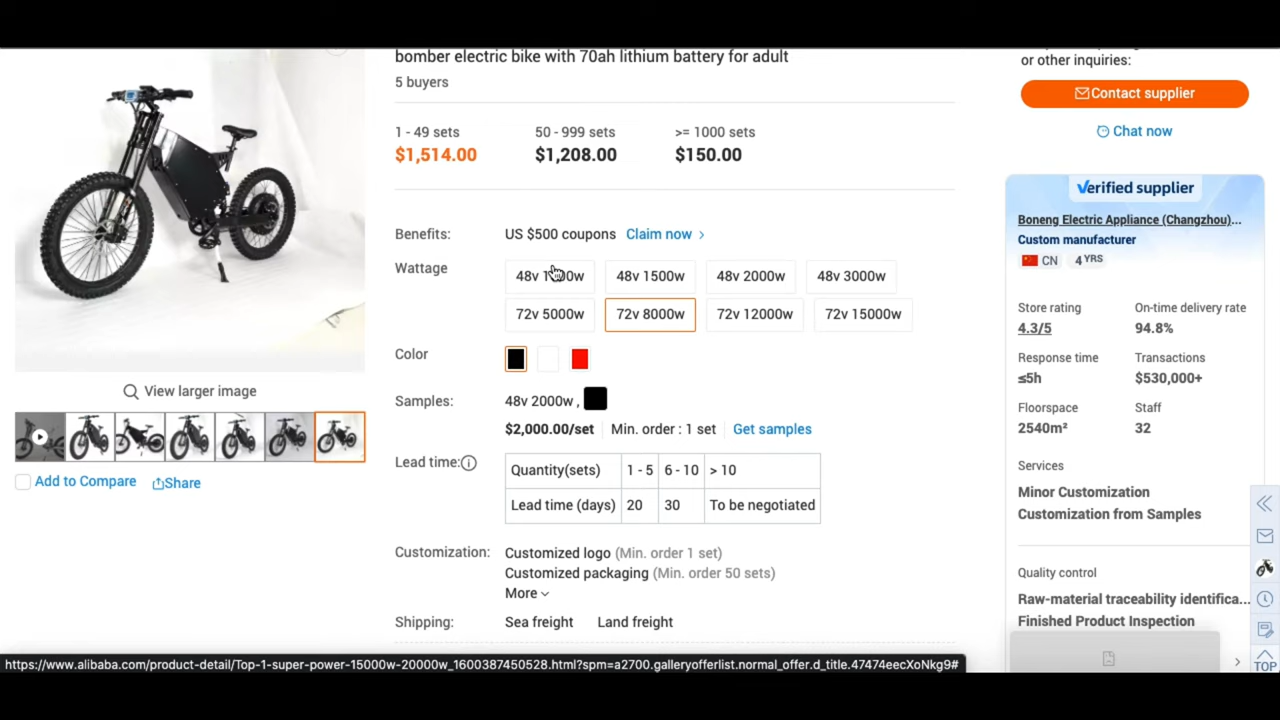 bomber electric bike with 70ah lithium battery for adult
5 buyers
1 - 49 sets
$1,514.00
50 - 999 sets
$1,208.00
>= 1000 sets
$150.00
Benefits: US $500 coupons Claim now >
Wattage
48v 1500w
48v 2000w
48v 3000w
72v 5000w
72v 8000w
72v 12000w
72v 15000w
Color
Samples: 48v 2000w ,
$2,000.00/set Min. order : 1 set Get samples
Lead time:
Quantity(sets) 1 - 5 6 - 10 > 10
Lead time (days) 20 30 To be negotiated
Customization: Customized logo (Min. order 1 set)
Customized packaging (Min. order 50 sets)
More
Shipping: Sea freight Land freight
View larger image
Add to Compare Share
or other inquiries:
Contact supplier
Chat now
Verified supplier
Boneng Electric Appliance (Changzhou)...
Custom manufacturer
CN 4 YRS
Store rating On-time delivery rate
4.3/5 94.8%
Response time Transactions
≤5h $530,000+
Floorspace Staff
2540m² 32
Services
Minor Customization
Customization from Samples
Quality control
Raw-material traceability identifica...
Finished Product Inspection
TOP
https://www.alibaba.com/product-detail/Top-1-super-power-15000w-20000w_1600387450528.html?spm=a2700.galleryofferlist.normal_offer.d_title.47474eecXoNkg9#